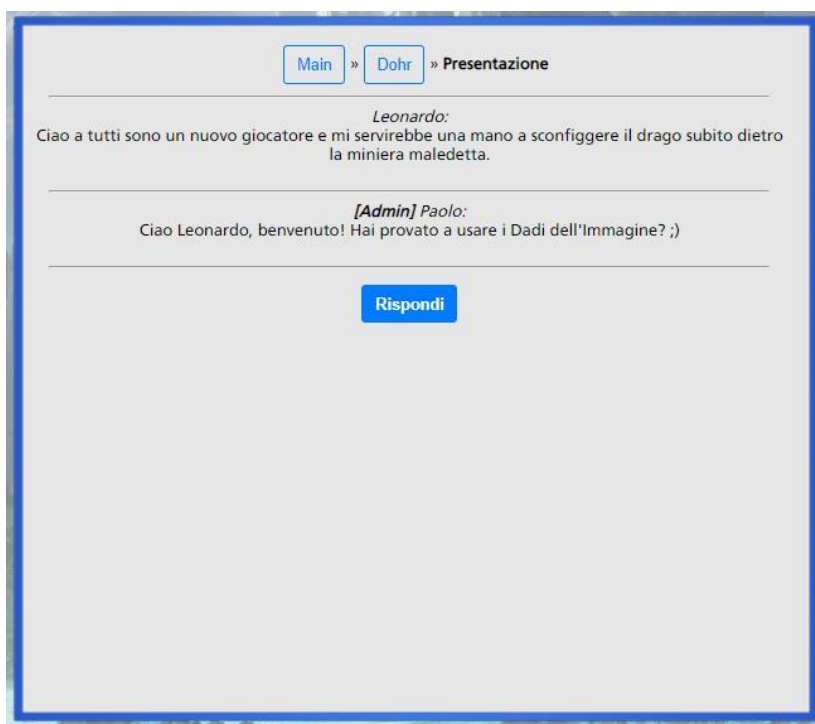 Main » Dohr » Presentazione
Leonardo:
Ciao a tutti sono un nuovo giocatore e mi servirebbe una mano a sconfiggere il drago subito dietro
la miniera maledetta.
[Admin] Paolo:
Ciao Leonardo, benvenuto! Hai provato a usare i Dadi dell'Immagine? ;)
Rispondi